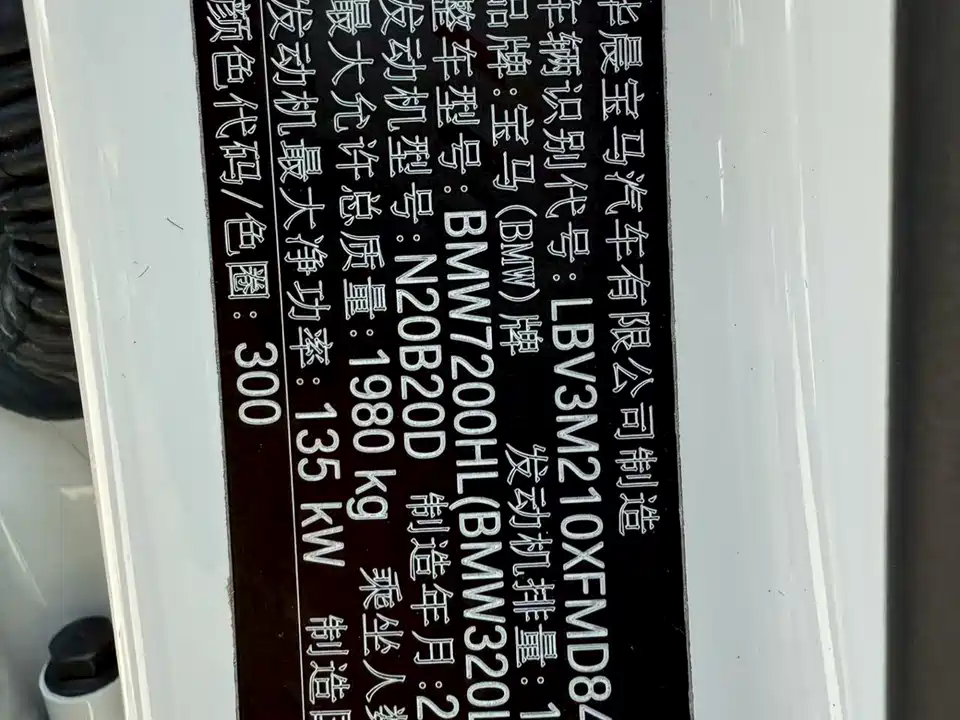 华晨宝马汽车有限公司制造
车辆识别代号:LBV3M210XFMD84
品牌:宝马(BMW)牌 发动机排量:1
整车型号:BMW7200HL(BMW320L
发动机型号:N20B20D 制造年月:2
最大允许总质量:1980 kg 乘坐人数
发动机最大净功率:135 kW 制造国
颜色代码/色圈:300